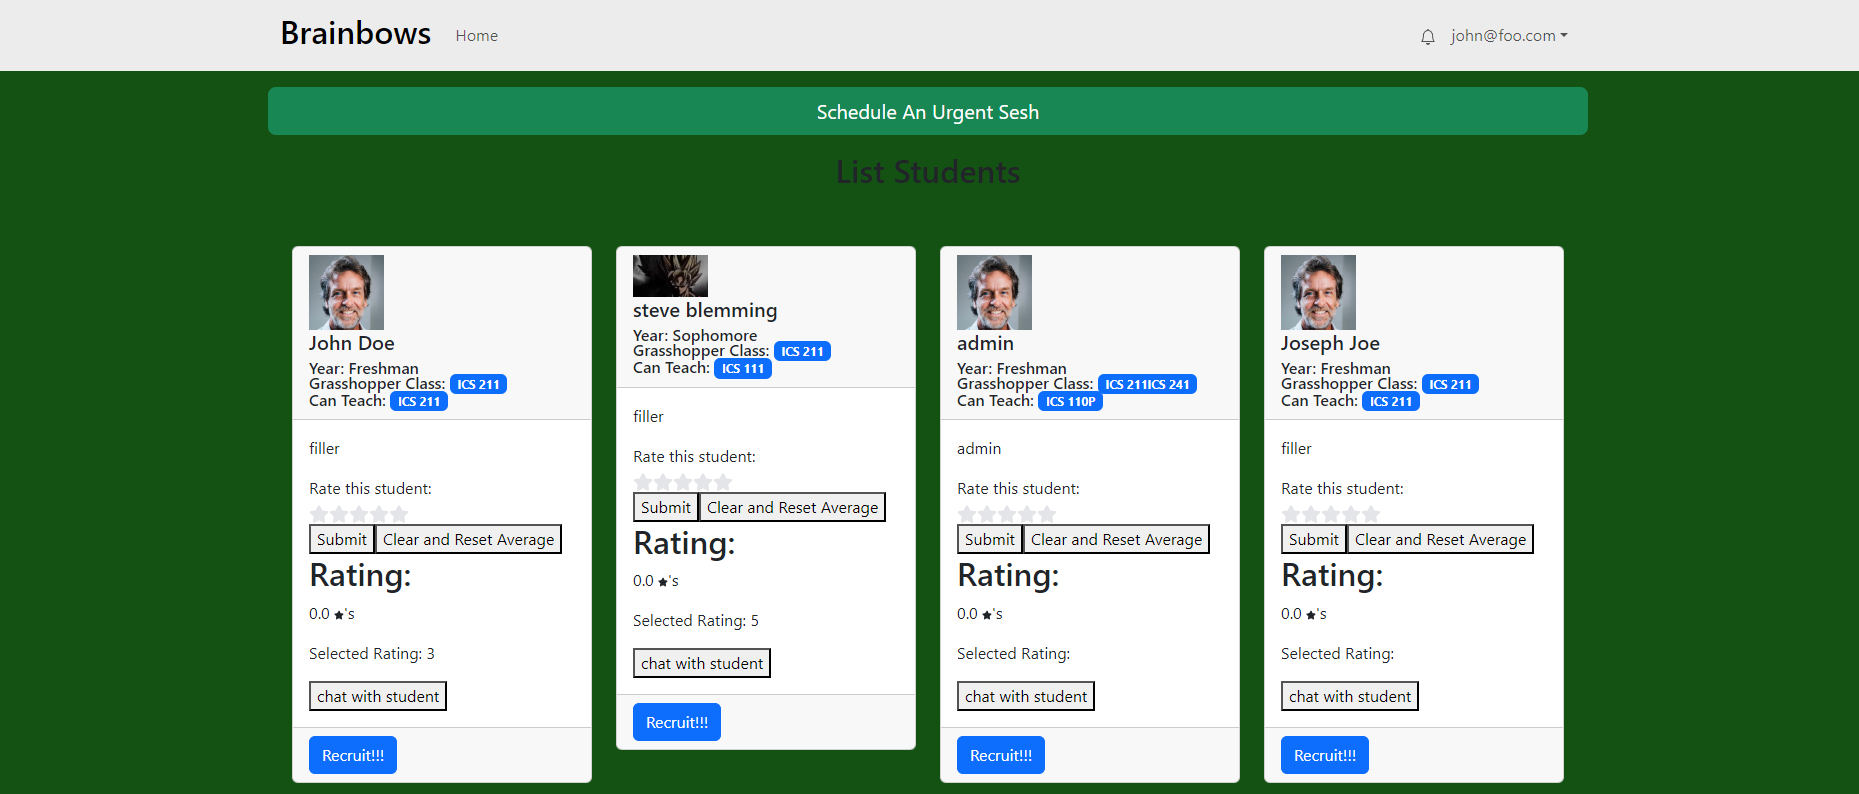 Brainbows Home john@foo.com
Schedule An Urgent Sesh
List Students
John Doe
Year: Freshman
Grasshopper Class: ICS 211
Can Teach: ICS 211
filler
Rate this student:
Submit Clear and Reset Average
Rating:
0.0 ★'s
Selected Rating: 3
chat with student
Recruit!!!
steve blemming
Year: Sophomore
Grasshopper Class: ICS 211
Can Teach: ICS 111
filler
Rate this student:
Submit Clear and Reset Average
Rating:
0.0 ★'s
Selected Rating: 5
chat with student
Recruit!!!
admin
Year: Freshman
Grasshopper Class: ICS 211ICS 241
Can Teach: ICS 110P
admin
Rate this student:
Submit Clear and Reset Average
Rating:
0.0 ★'s
Selected Rating:
chat with student
Recruit!!!
Joseph Joe
Year: Freshman
Grasshopper Class: ICS 211
Can Teach: ICS 211
filler
Rate this student:
Submit Clear and Reset Average
Rating:
0.0 ★'s
Selected Rating:
chat with student
Recruit!!!